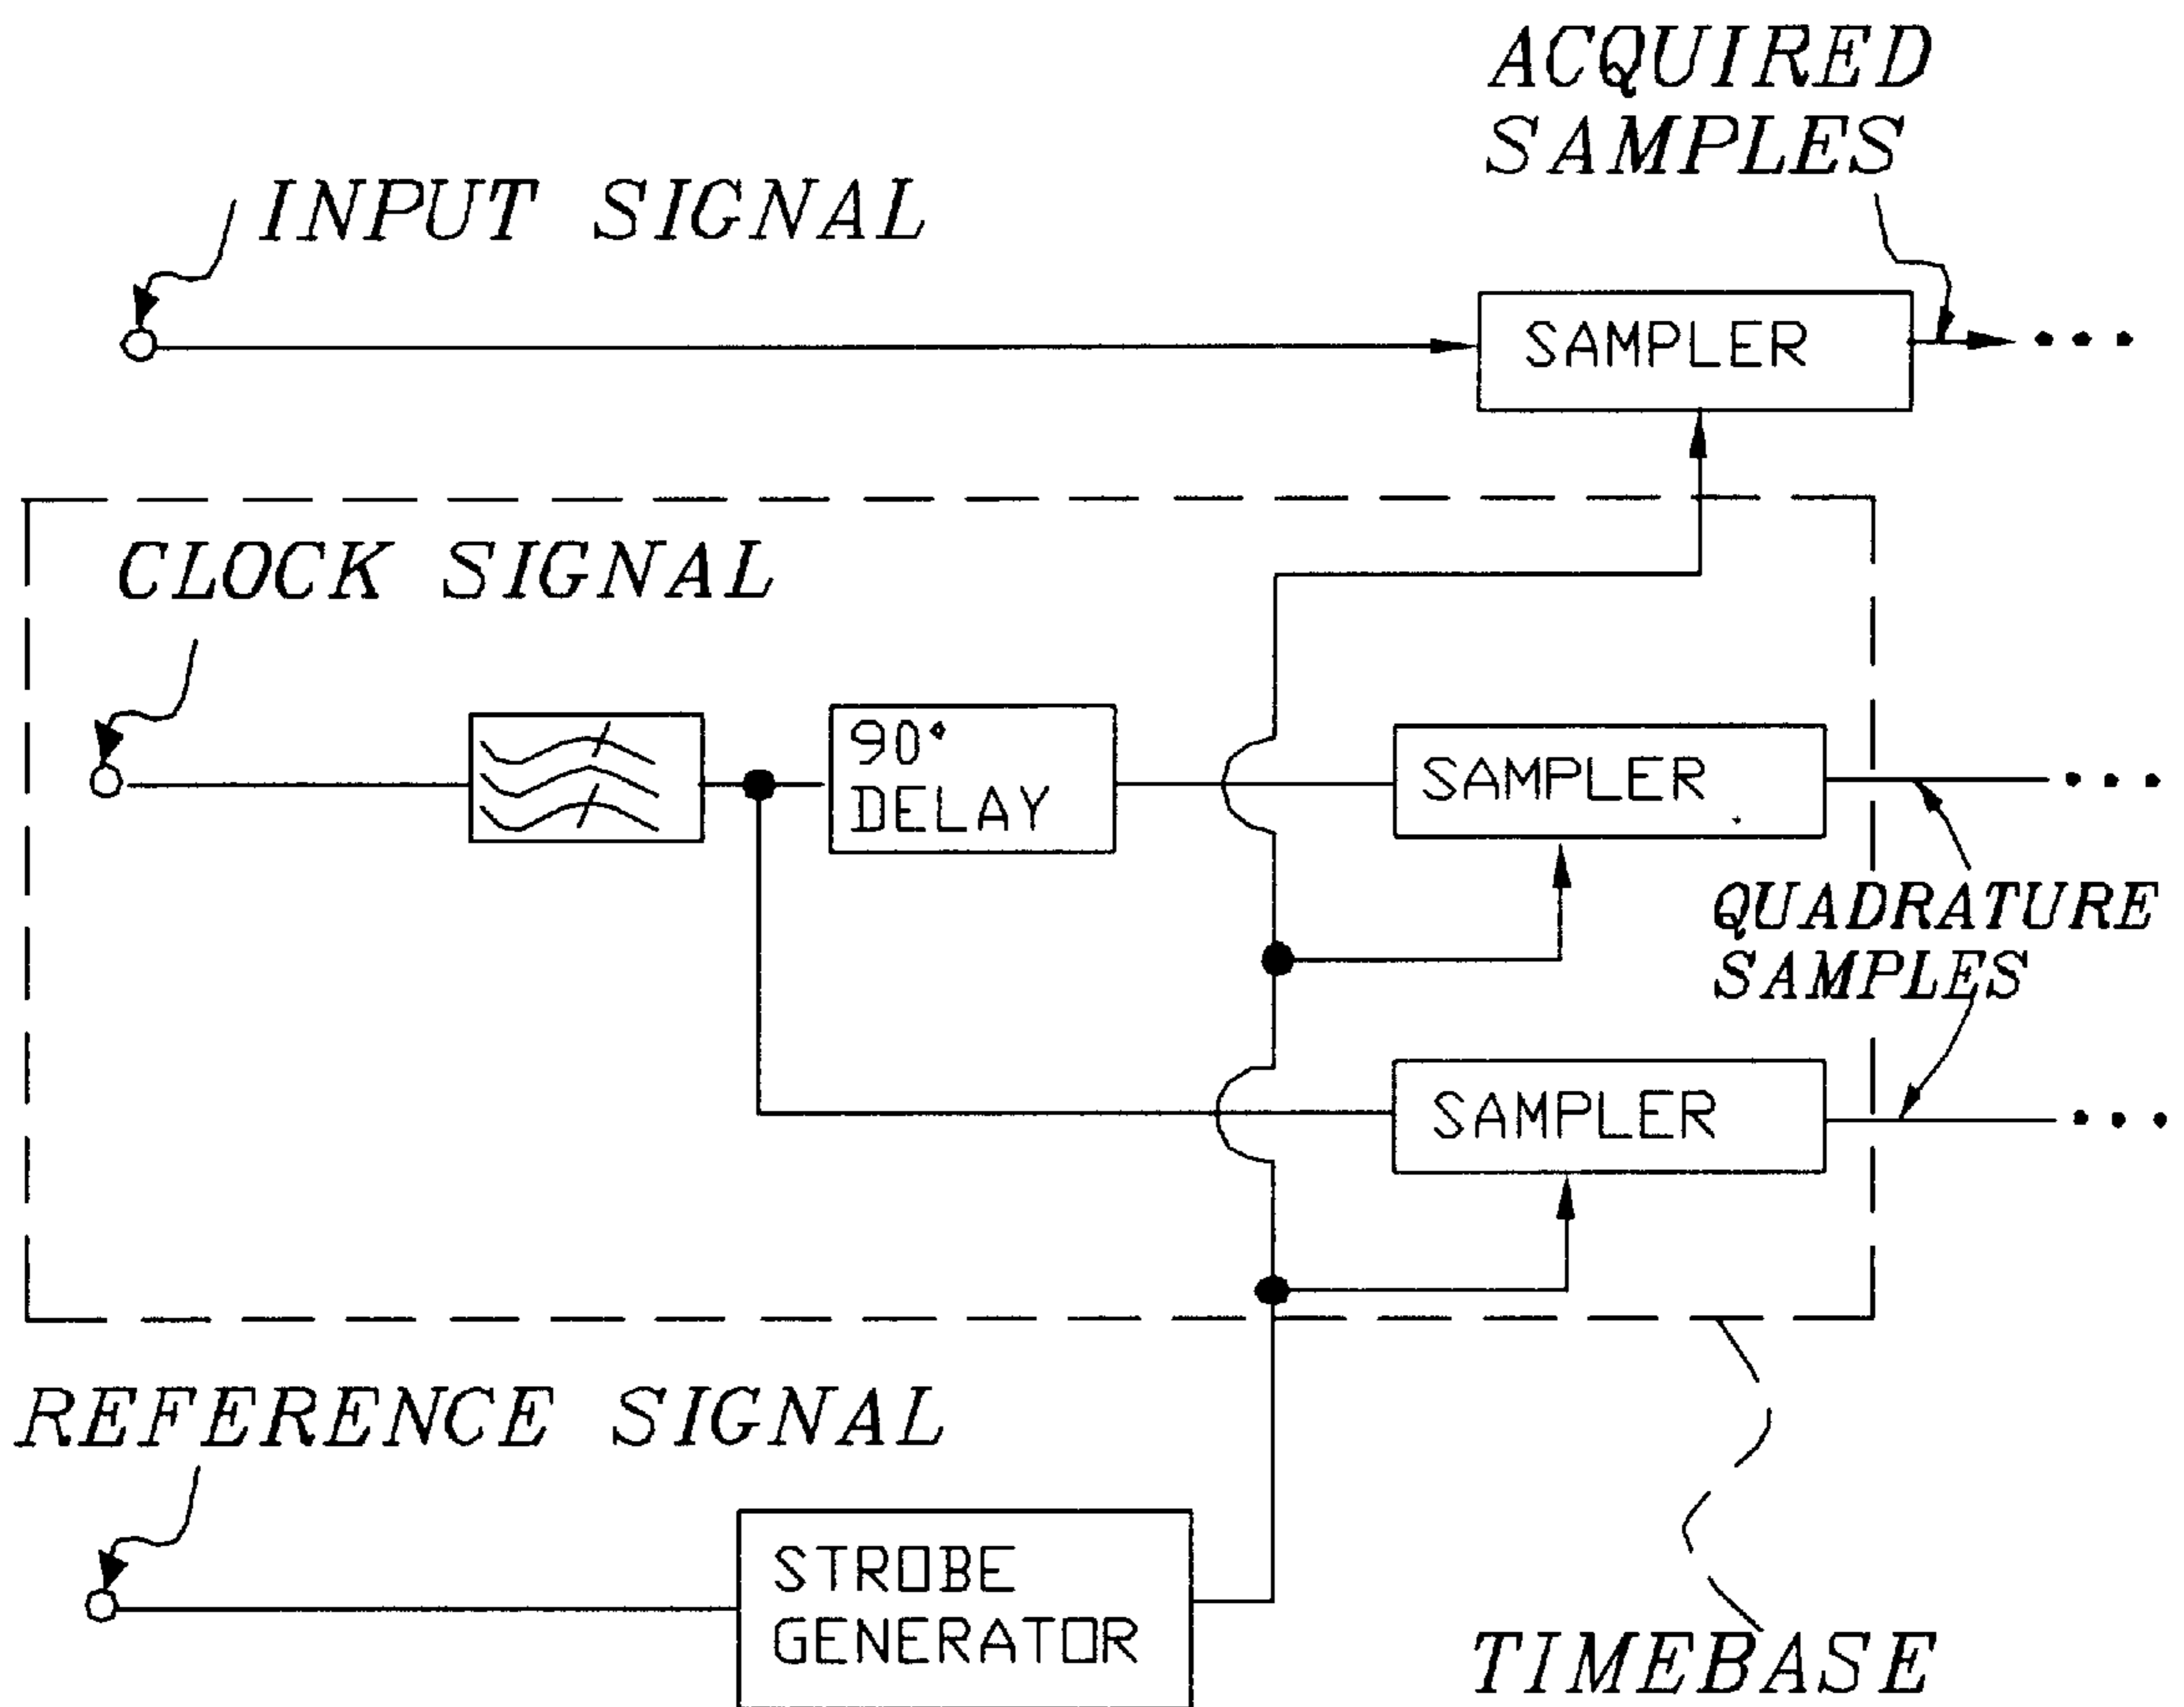 ACQUIRED
SAMPLES
INPUT SIGNAL
SAMPLER
CLOCK SIGNAL
90°
DELAY
SAMPLER
QUADRATURE
SAMPLES
SAMPLER
REFERENCE SIGNAL
STROBE
GENERATOR
TIMEBASE